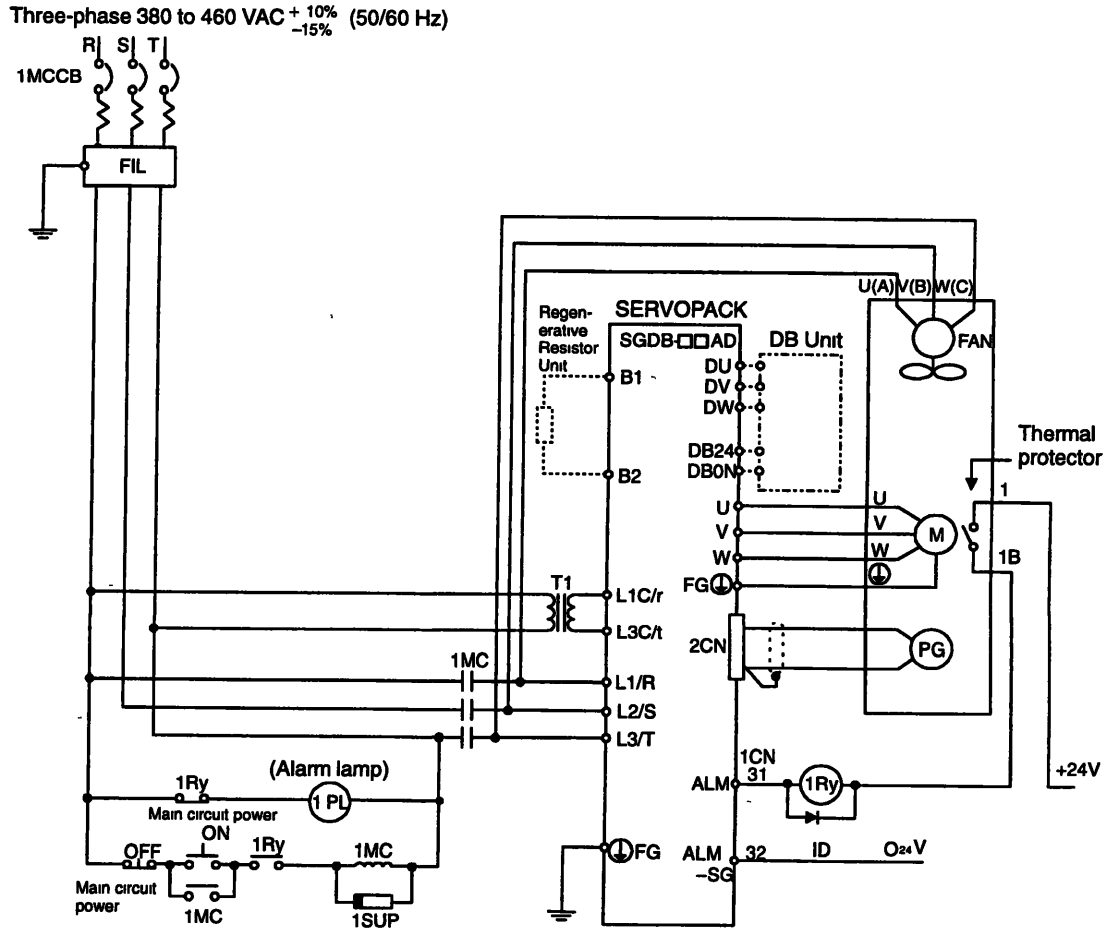 Three-phase 380 to 460 VAC + 10% −15% (50/60 Hz)
R S T
1MCCB
FIL
U(A) V(B) W(C)
SERVOPACK
SGDB-□□AD
DB Unit
FAN
Regen-
erative
Resistor
Unit
B1
B2
DU
DV
DW
DB24
DB0N
Thermal
protector
U
V
W
FG
U
V
W
M
1
1B
T1
L1C/r
L3C/t
2CN
PG
1MC
L1/R
L2/S
L3/T
(Alarm lamp)
1Ry
1 PL
Main circuit power
ON
OFF
1Ry
1MC
Main circuit
power
1MC
1SUP
1CN
ALM 31
1Ry
+24V
FG
ALM 32 1D O24V
−SG